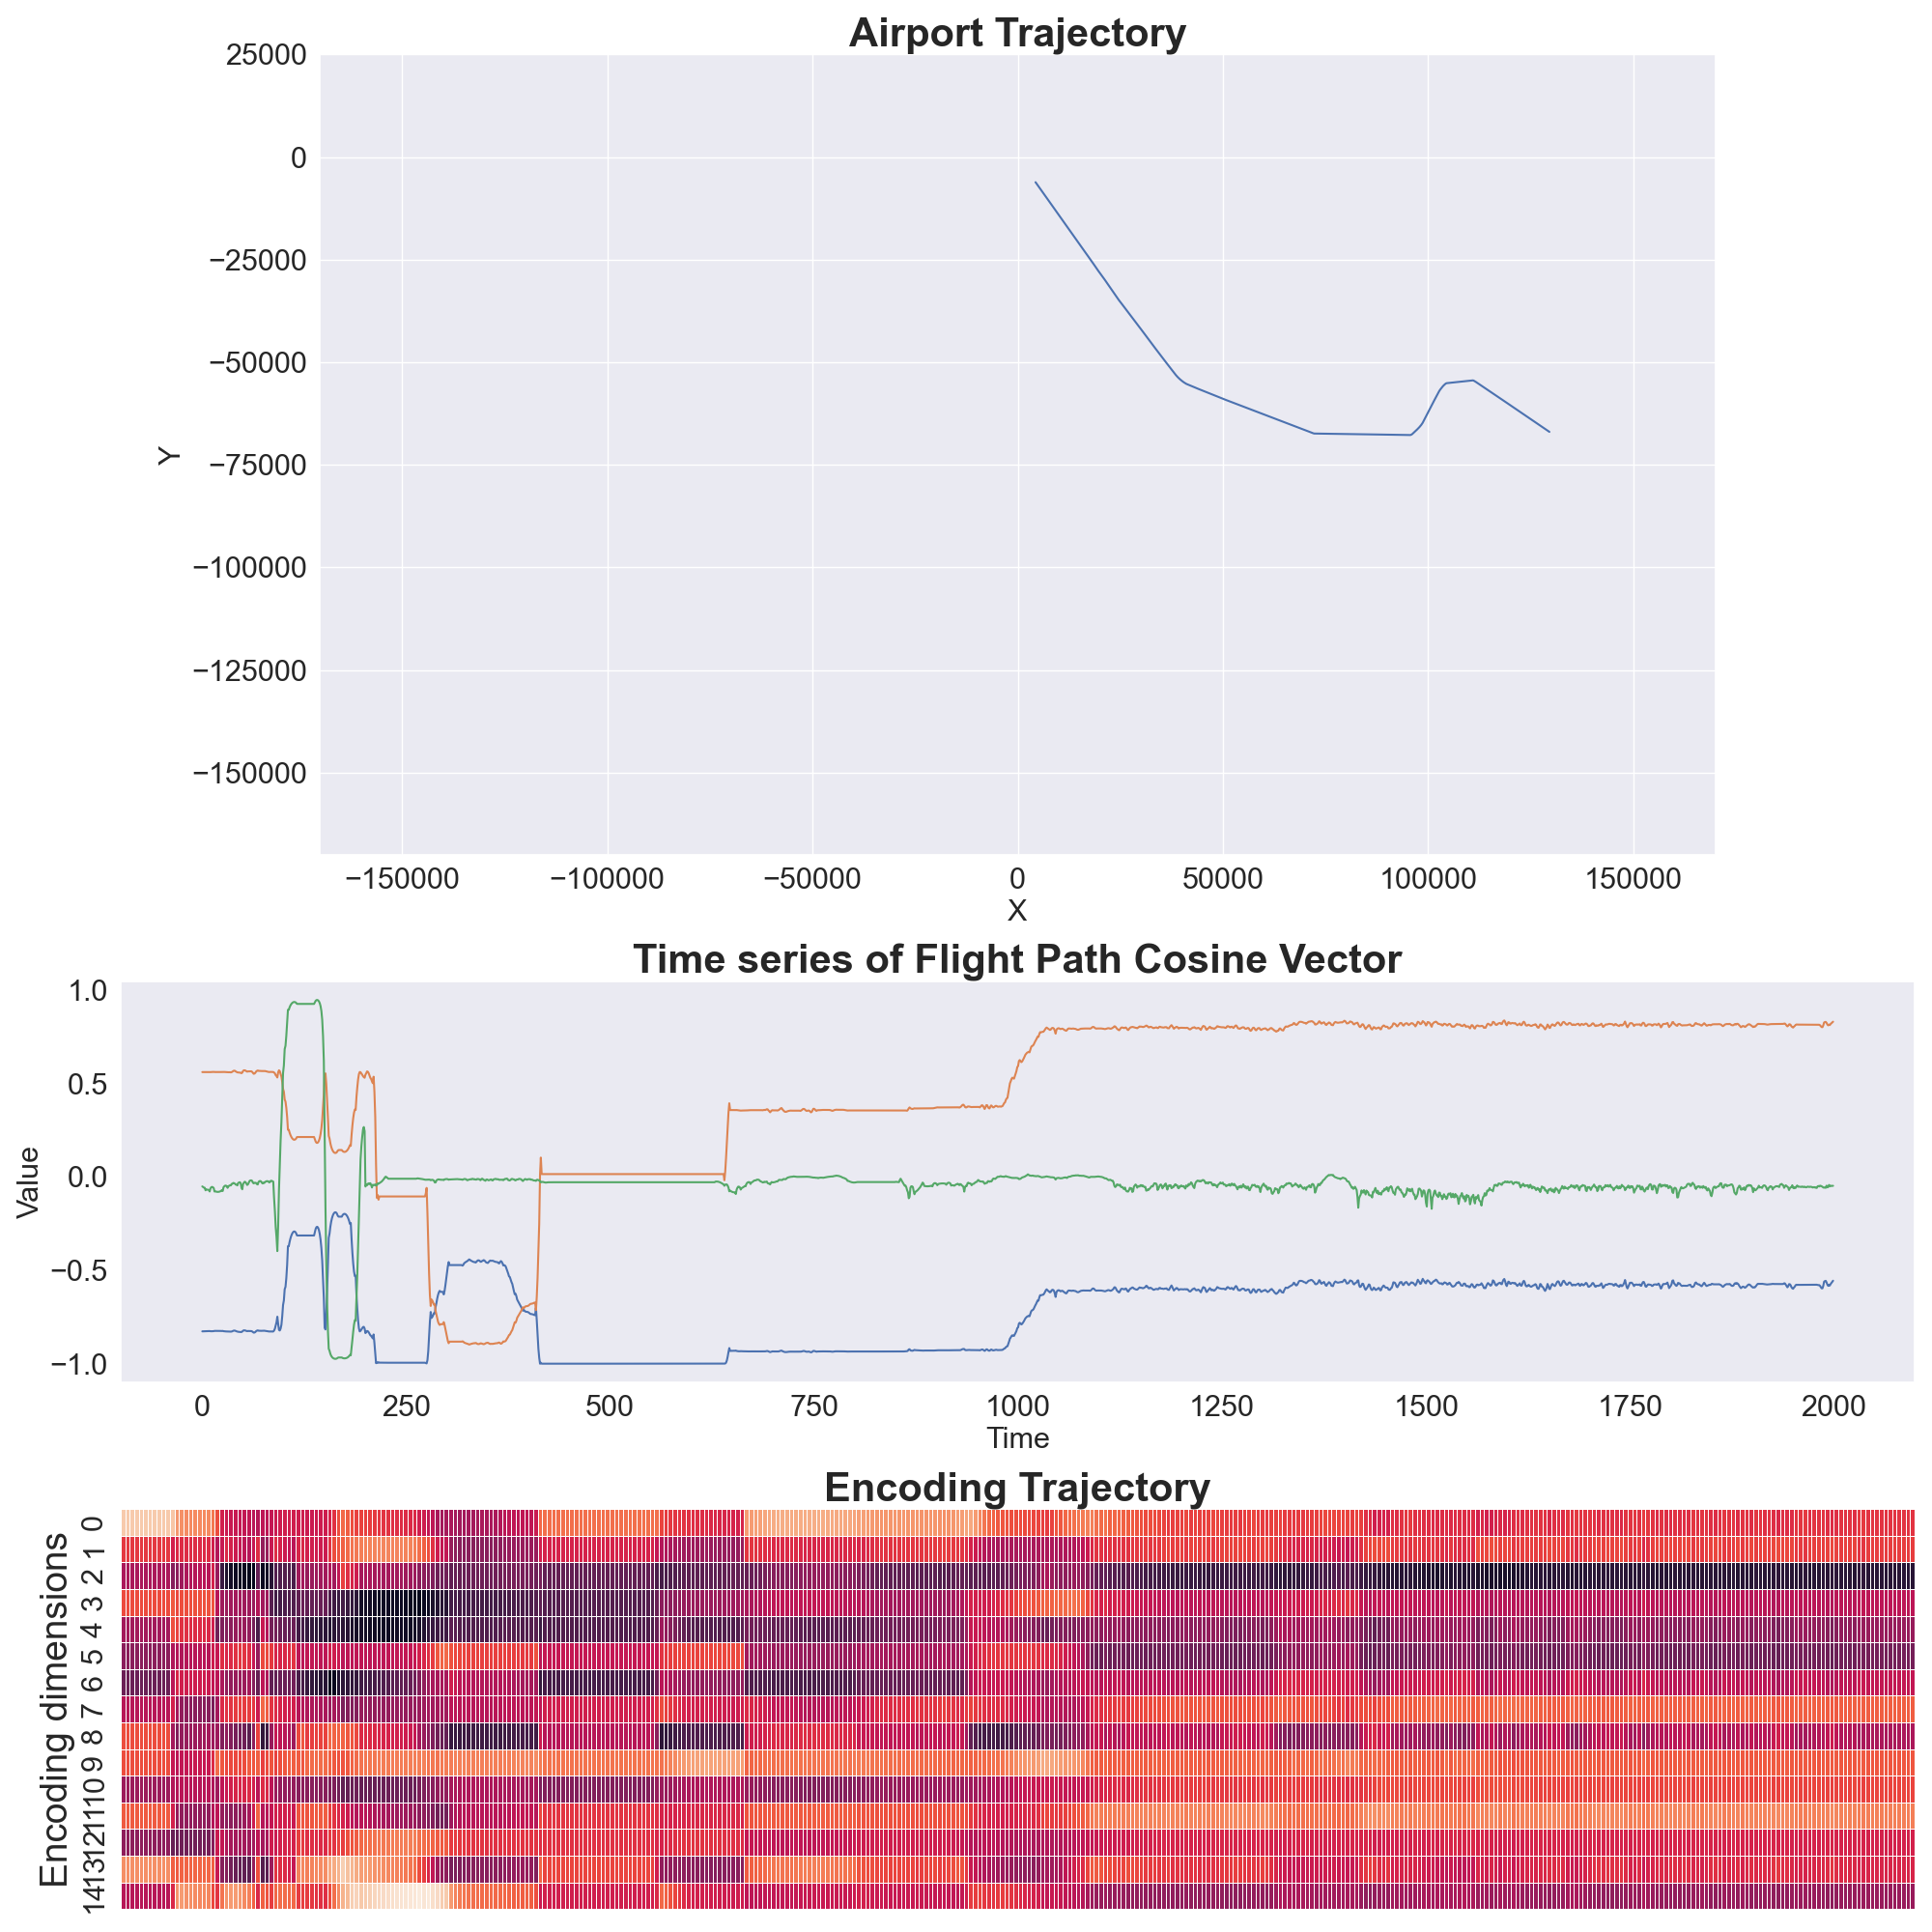 Airport Trajectory
25000
0
−25000
−50000
−75000
−100000
−125000
−150000
Y
−150000 −100000 −50000 0 50000 100000 150000
X
Time series of Flight Path Cosine Vector
1.0
0.5
0.0
−0.5
−1.0
Value
0 250 500 750 1000 1250 1500 1750 2000
Time
Encoding Trajectory
Encoding dimensions
0
1
2
3
4
5
6
7
8
9
10
11
12
13
14